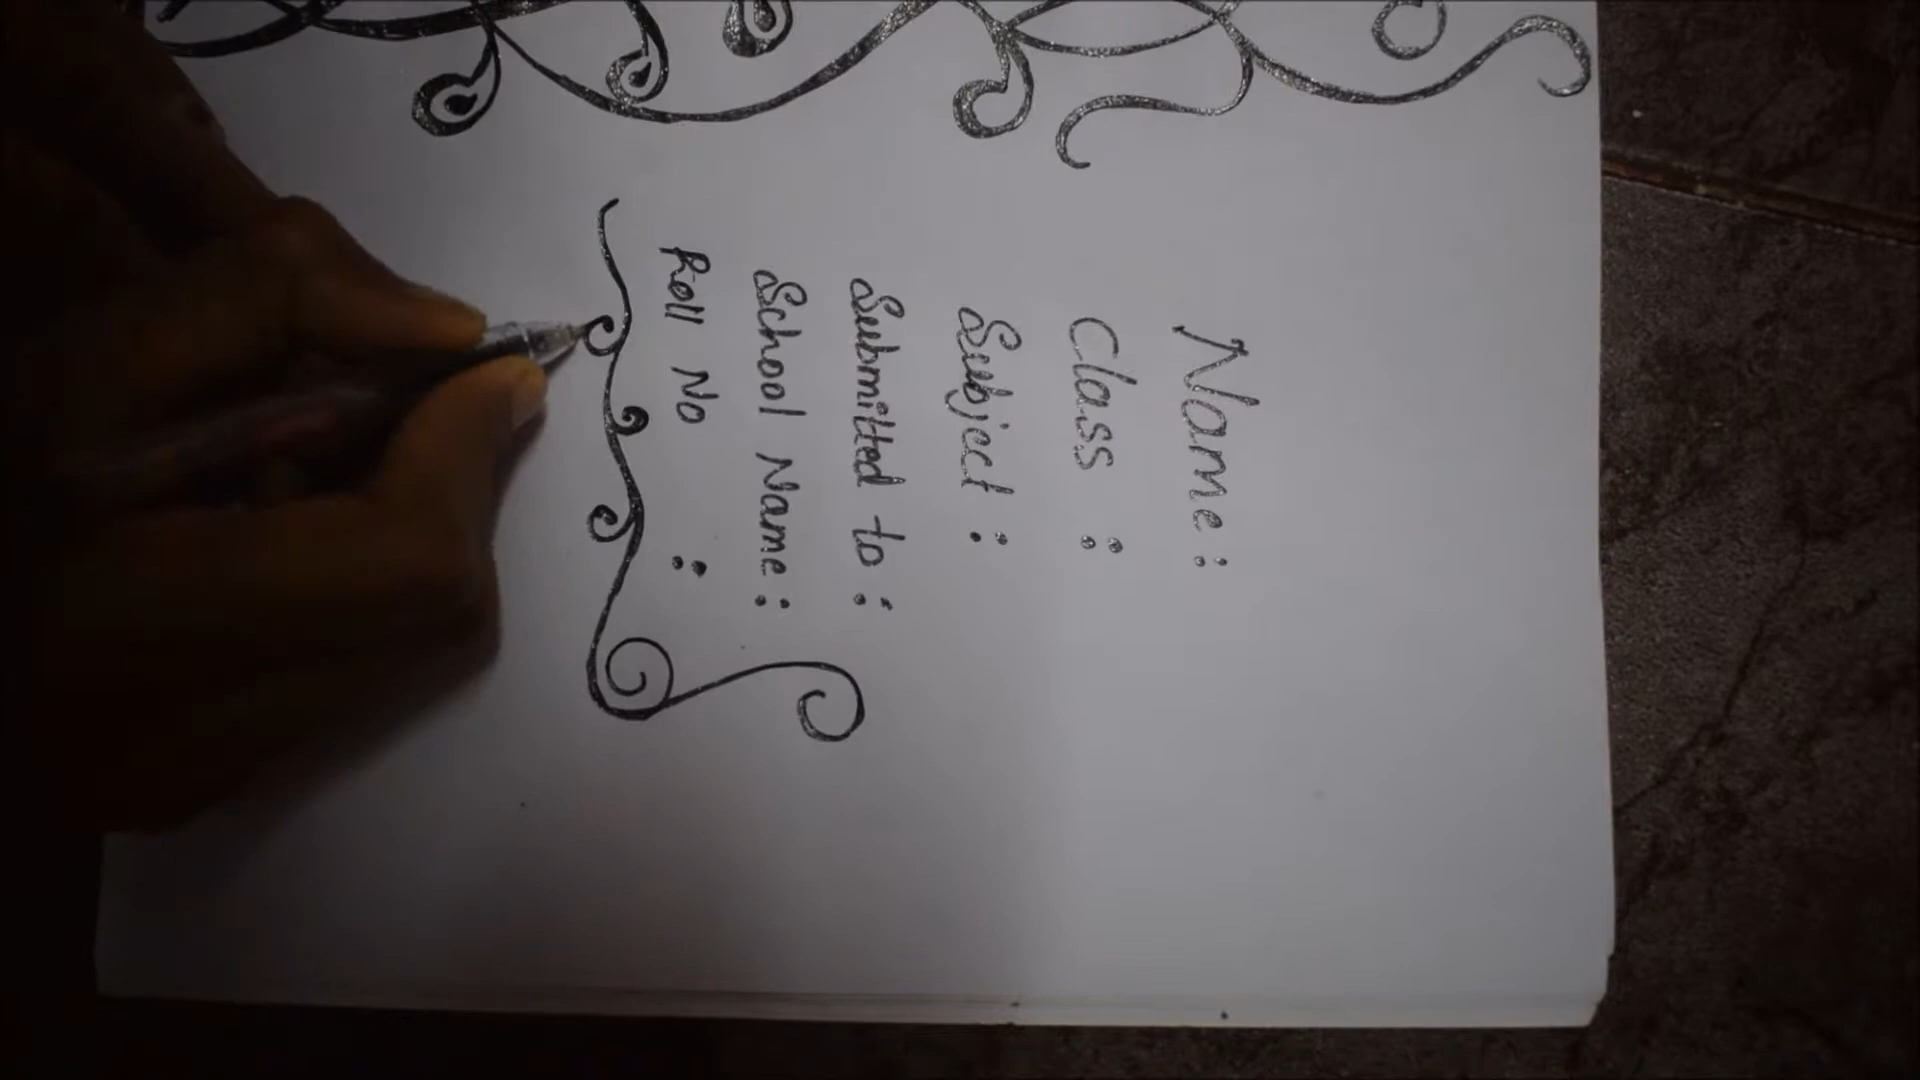 Name :
Class :
Subject :
Submitted to :
School Name :
Roll No :